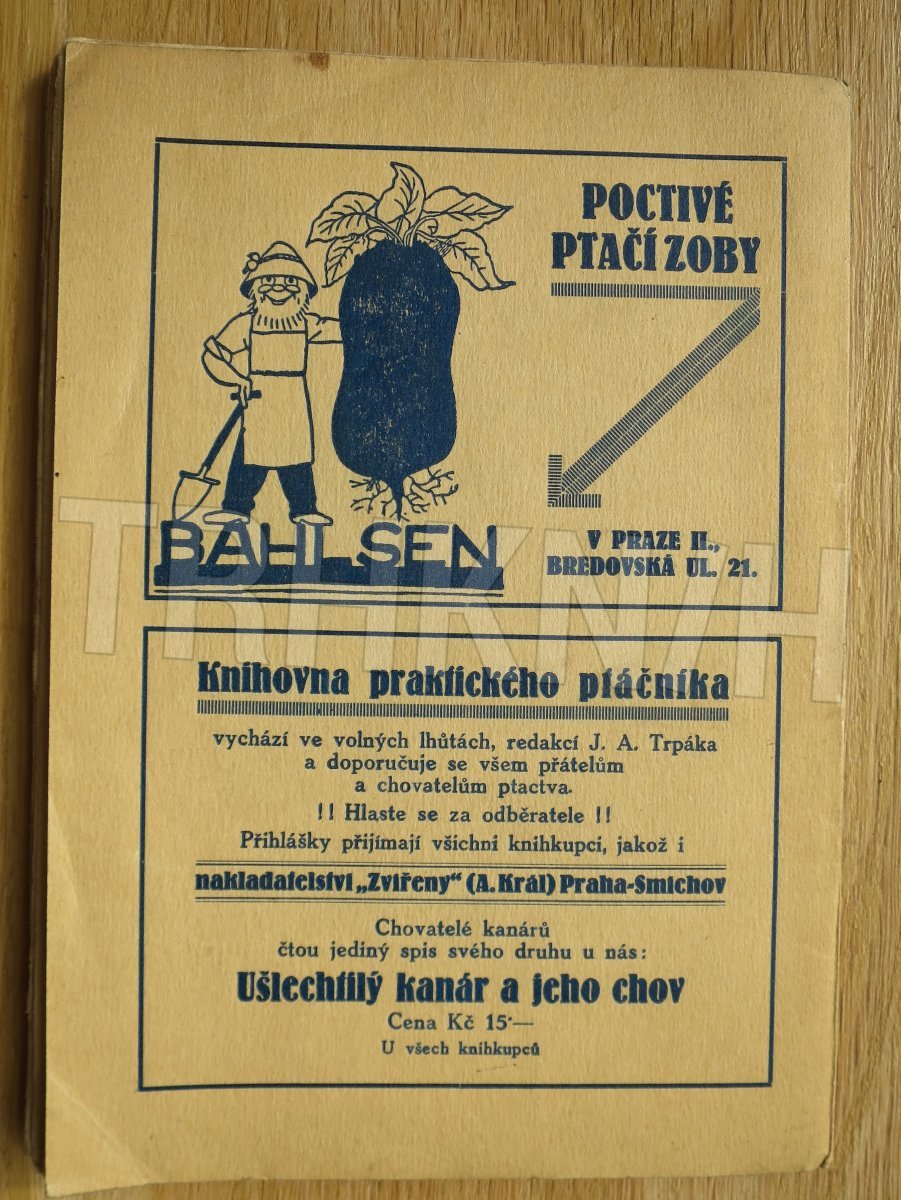 POCTIVÉ
PTAČÍ ZOBY
BAHLSEN
V PRAZE II.,
BREDOVSKÁ UL. 21.
TRHKNIH
Knihovna praktického ptáčníka
vychází ve volných lhůtách, redakcí J. A. Trpáka
a doporučuje se všem přátelům
a chovatelům ptactva.
!! Hlaste se za odběratele !!
Přihlášky přijímají všichni knihkupci, jakož i
nakladatelství „Zvířeny“ (A. Král) Praha-Smíchov
Chovatelé kanárů
čtou jediný spis svého druhu u nás:
Ušlechtilý kanár a jeho chov
Cena Kč 15·—
U všech knihkupců